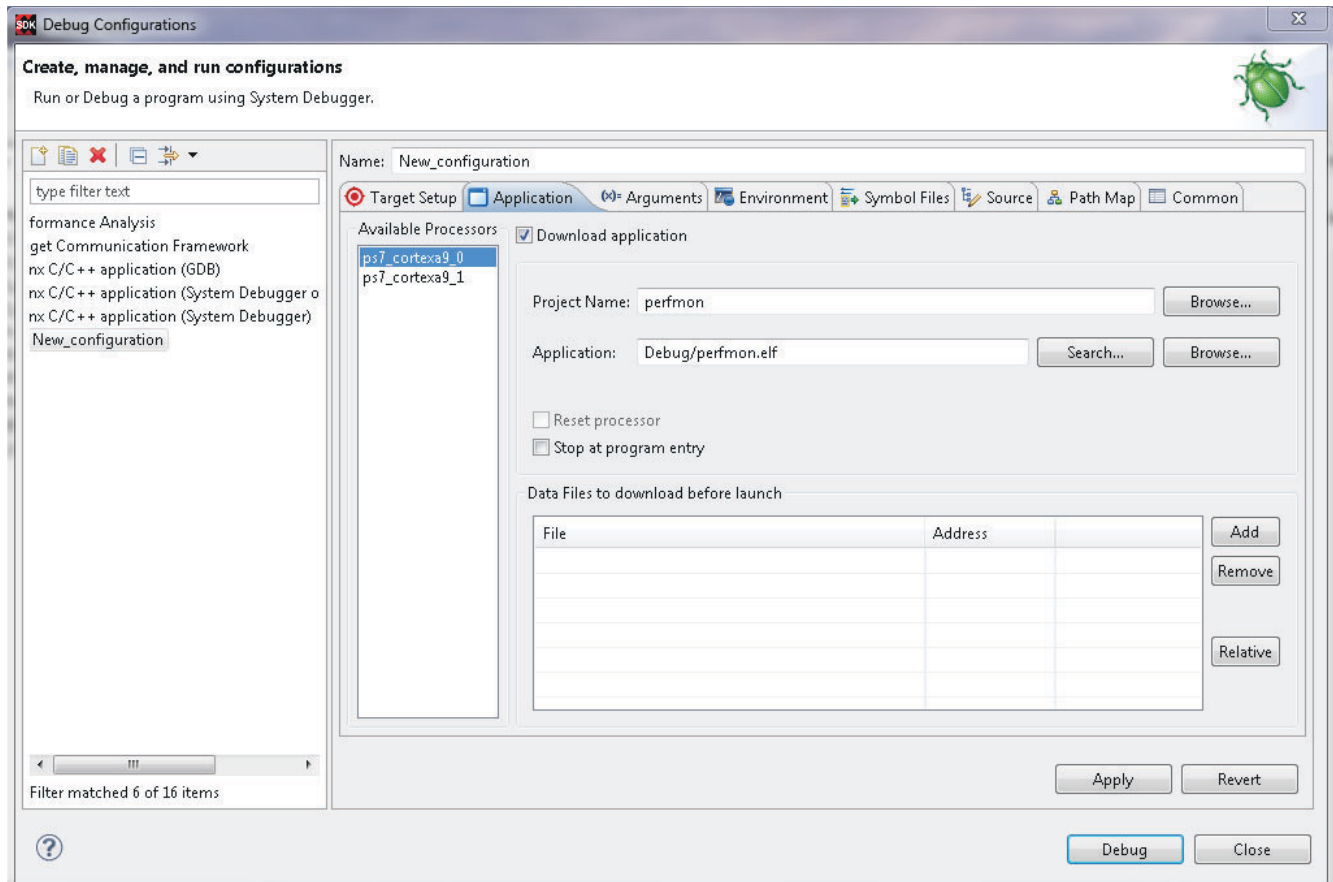 SDK Debug Configurations
Create, manage, and run configurations
Run or Debug a program using System Debugger.
type filter text
formance Analysis
get Communication Framework
nx C/C++ application (GDB)
nx C/C++ application (System Debugger o
nx C/C++ application (System Debugger)
New_configuration
Filter matched 6 of 16 items
Name: New_configuration
Target Setup Application (x)= Arguments Environment Symbol Files Source Path Map Common
Available Processors
ps7_cortexa9_0
ps7_cortexa9_1
Download application
Project Name: perfmon Browse...
Application: Debug/perfmon.elf Search... Browse...
Reset processor
Stop at program entry
Data Files to download before launch
File Address
Add
Remove
Relative
Apply Revert
? Debug Close